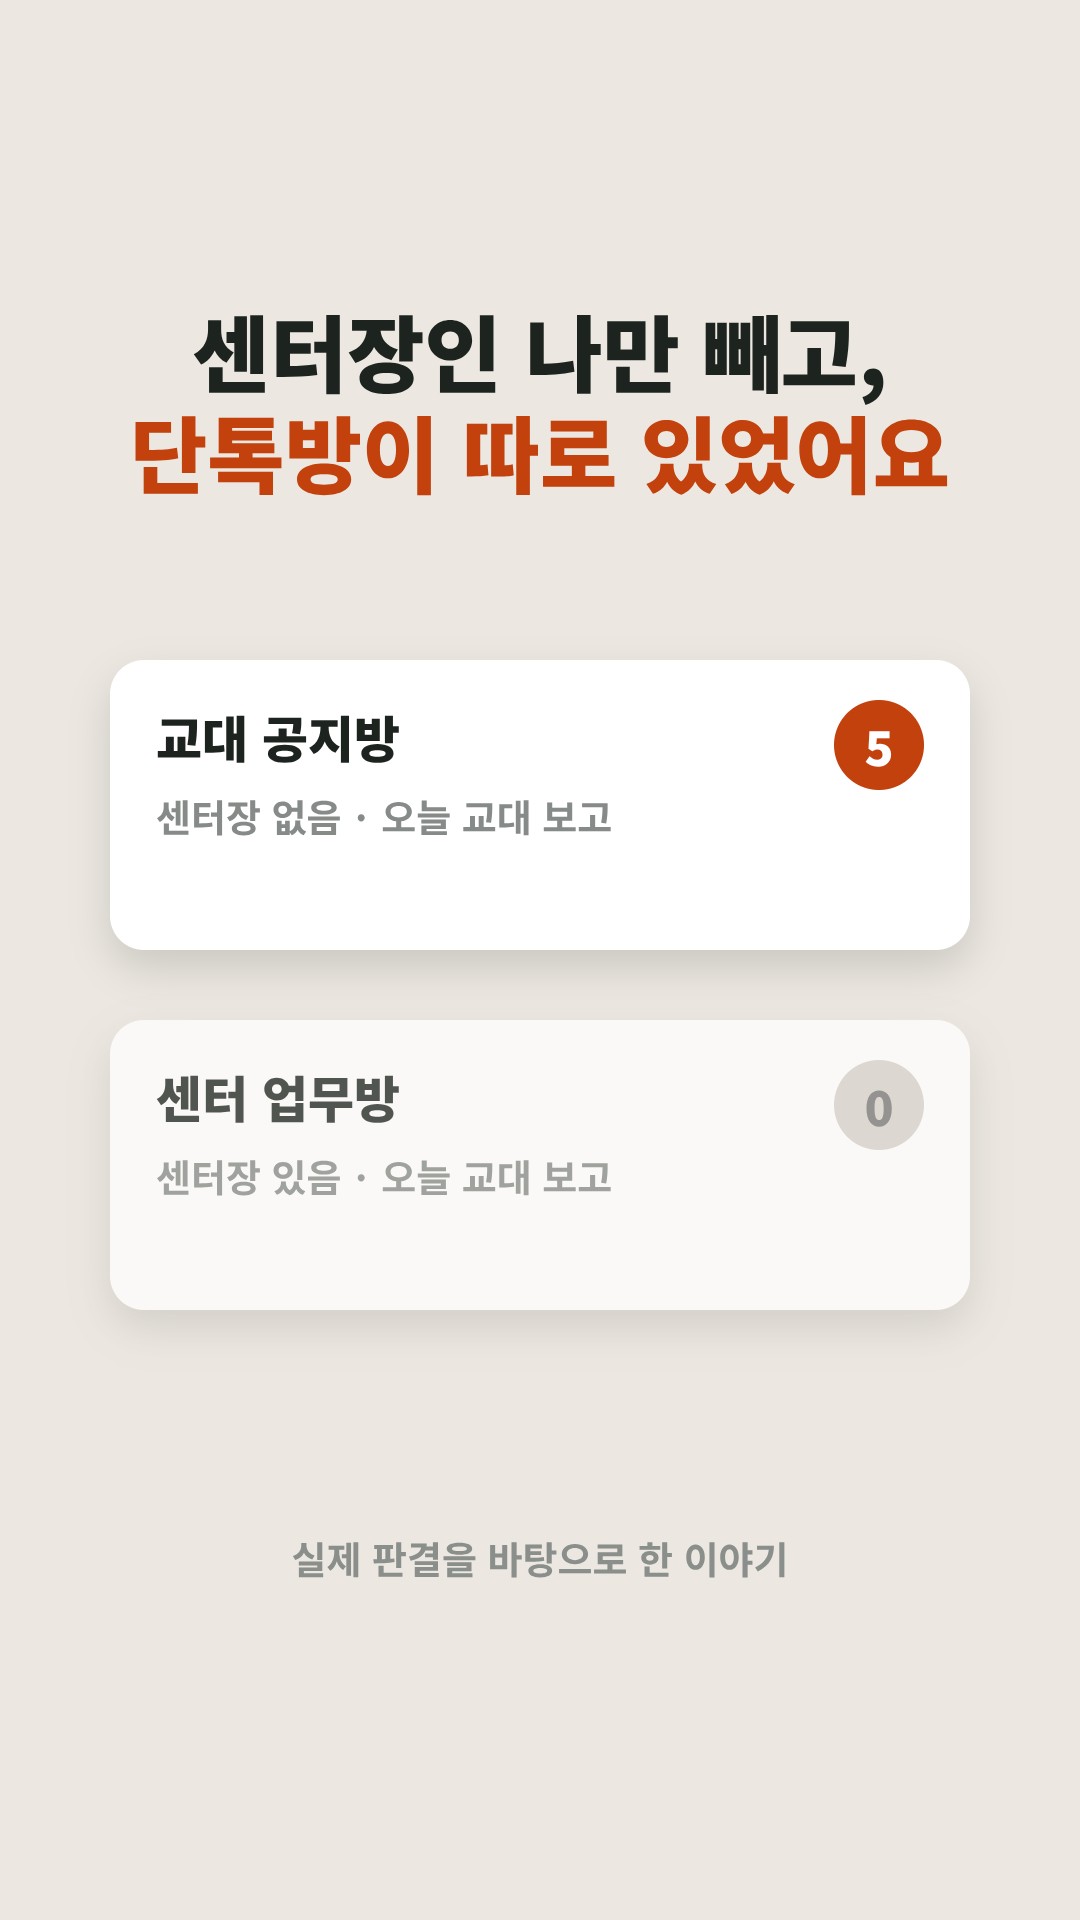 센터장인 나만 빼고,
단톡방이 따로 있었어요
교대 공지방
5
센터장 없음 · 오늘 교대 보고
센터 업무방
0
센터장 있음 · 오늘 교대 보고
실제 판결을 바탕으로 한 이야기